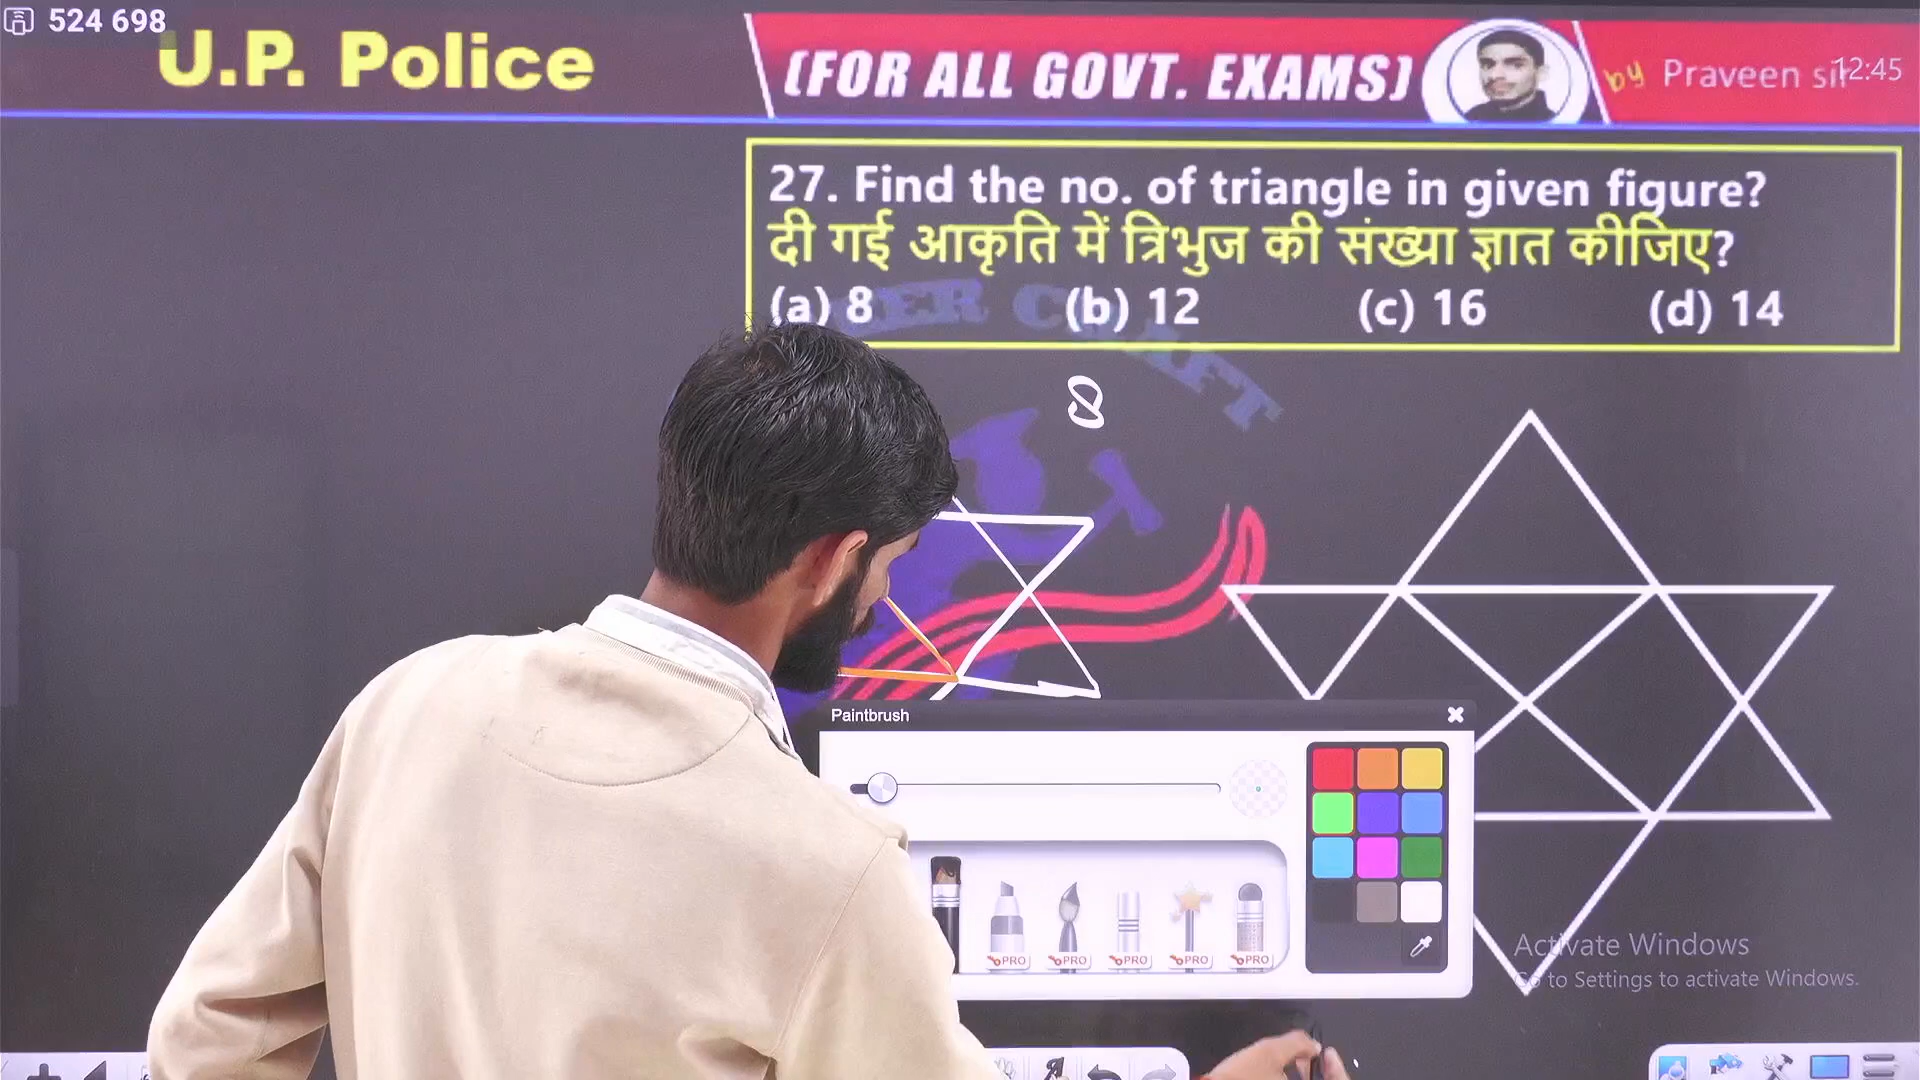 524 698
U.P. Police
(FOR ALL GOVT. EXAMS)
by Praveen sir
12:45
27. Find the no. of triangle in given figure?
दी गई आकृति में त्रिभुज की संख्या ज्ञात कीजिए?
(a) 8 (b) 12 (c) 16 (d) 14
8
Paintbrush
PRO PRO PRO PRO PRO
Activate Windows
Go to Settings to activate Windows.